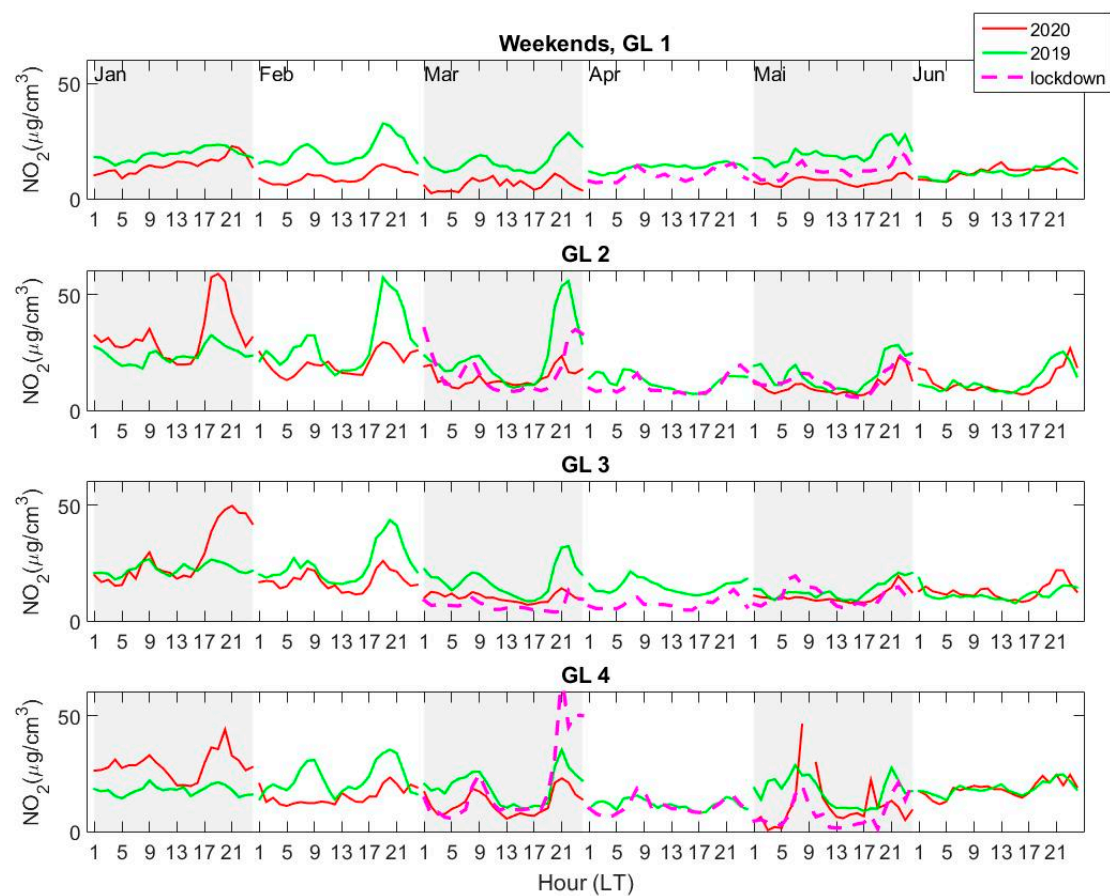 Weekends, GL 1
2020
2019
lockdown
Jan Feb Mar Apr Mai Jun
50
0
NO2(μg/cm3)
1 5 9 13 17 21 1 5 9 13 17 21 1 5 9 13 17 21 1 5 9 13 17 21 1 5 9 13 17 21 1 5 9 13 17 21
GL 2
50
0
NO2(μg/cm3)
1 5 9 13 17 21 1 5 9 13 17 21 1 5 9 13 17 21 1 5 9 13 17 21 1 5 9 13 17 21 1 5 9 13 17 21
GL 3
50
0
NO2(μg/cm3)
1 5 9 13 17 21 1 5 9 13 17 21 1 5 9 13 17 21 1 5 9 13 17 21 1 5 9 13 17 21 1 5 9 13 17 21
GL 4
50
0
NO2(μg/cm3)
1 5 9 13 17 21 1 5 9 13 17 21 1 5 9 13 17 21 1 5 9 13 17 21 1 5 9 13 17 21 1 5 9 13 17 21
Hour (LT)